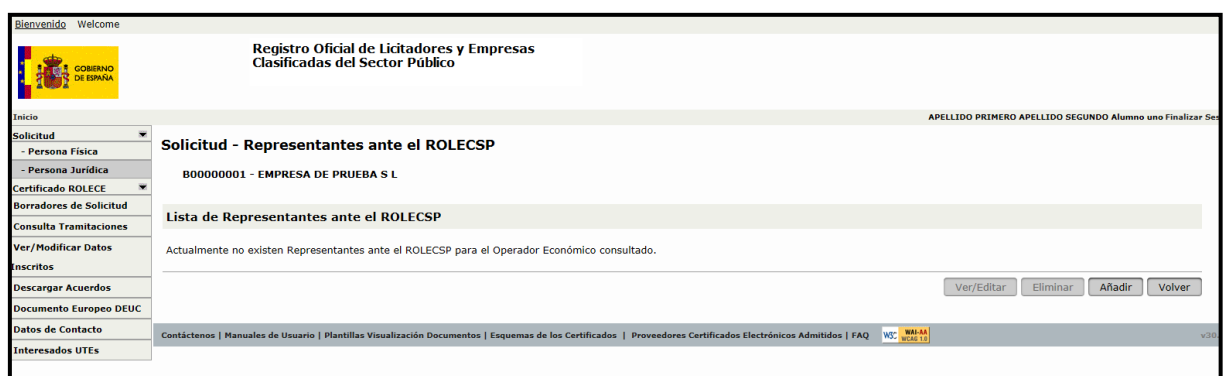 Bienvenido Welcome
GOBIERNO
DE ESPAÑA
Registro Oficial de Licitadores y Empresas
Clasificadas del Sector Público
Inicio
APELLIDO PRIMERO APELLIDO SEGUNDO Alumno uno Finalizar Ses
Solicitud
- Persona Física
- Persona Jurídica
Certificado ROLECE
Borradores de Solicitud
Consulta Tramitaciones
Ver/Modificar Datos
Inscritos
Descargar Acuerdos
Documento Europeo DEUC
Datos de Contacto
Interesados UTEs
Solicitud - Representantes ante el ROLECSP
B00000001 - EMPRESA DE PRUEBA S L
Lista de Representantes ante el ROLECSP
Actualmente no existen Representantes ante el ROLECSP para el Operador Económico consultado.
Ver/Editar Eliminar Añadir Volver
Contáctenos | Manuales de Usuario | Plantillas Visualización Documentos | Esquemas de los Certificados | Proveedores Certificados Electrónicos Admitidos | FAQ W3C WAI-AA WCAG 1.0 v30.